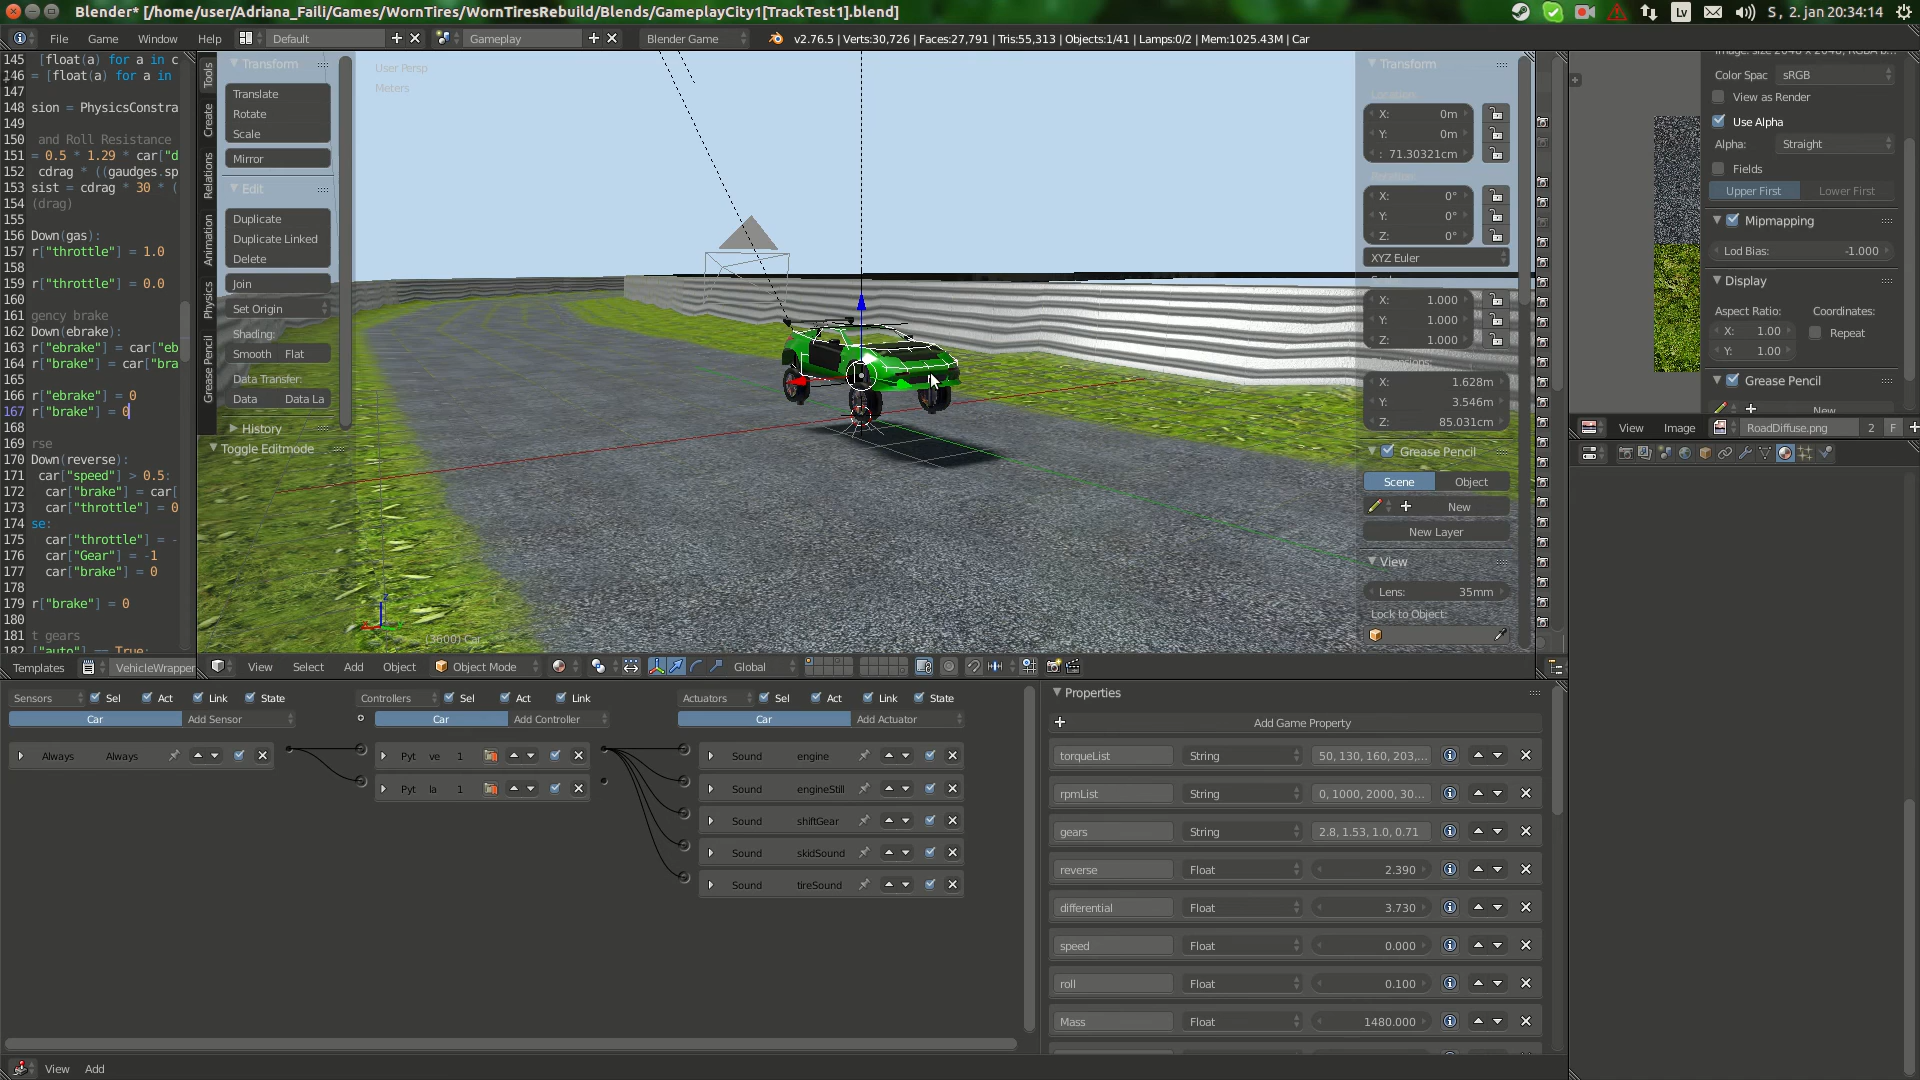 Blender* [/home/user/Adriana_Faili/Games/WornTires/WornTiresRebuild/Blends/GameplayCity1[TrackTest1].blend]
Lv
S , 2. jan 20:34:14
File Game Window Help Default Gameplay Blender Game v2.76.5 | Verts:30,726 | Faces:27,791 | Tris:55,313 | Objects:1/41 | Lamps:0/2 | Mem:1025.43M | Car
145 [float(a) for a in c
146 = [float(a) for a in
147
148 sion = PhysicsConstra
149
150 and Roll Resistance
151 = 0.5 * 1.29 * car["d
152 cdrag * ((gaudges.sp
153 sist = cdrag * 30 * (
154 (drag)
155
156 Down(gas):
157 r["throttle"] = 1.0
158
159 r["throttle"] = 0.0
160
161 gency brake
162 Down(ebrake):
163 r["ebrake"] = car["eb
164 r["brake"] = car["bra
165
166 r["ebrake"] = 0
167 r["brake"] = 0
168
169 rse
170 Down(reverse):
171 car["speed"] > 0.5:
172 car["brake"] = car[
173 car["throttle"] = 0
174 se:
175 car["throttle"] = -
176 car["Gear"] = -1
177 car["brake"] = 0
178
179 r["brake"] = 0
180
181 t gears
182 ["auto"] == True:
Templates VehicleWrapper
Tools
Create
Relations
Animation
Physics
Grease Pencil
Transform
Translate
Rotate
Scale
Mirror
Edit
Duplicate
Duplicate Linked
Delete
Join
Set Origin
Shading:
Smooth Flat
Data Transfer:
Data Data La
History
Toggle Editmode
User Persp
Meters
(3600) Car
View Select Add Object Object Mode Global
Transform
Location:
X: 0m
Y: 0m
: 71.30321cm
Rotation:
X: 0°
Y: 0°
Z: 0°
XYZ Euler
Scale:
X: 1.000
Y: 1.000
Z: 1.000
Dimensions:
X: 1.628m
Y: 3.546m
Z: 85.031cm
Grease Pencil
Scene Object
New
New Layer
View
Lens: 35mm
Lock to Object:
Color Spac sRGB
View as Render
Use Alpha
Alpha: Straight
Fields
Upper First Lower First
Mipmapping
Lod Bias: -1.000
Display
Aspect Ratio: Coordinates:
X: 1.00 Repeat
Y: 1.00
Grease Pencil
New
View Image RoadDiffuse.png 2 F
Sensors Sel Act Link State
Car Add Sensor
Always Always
Controllers Sel Act Link
Car Add Controller
Pyt ve 1
Pyt la 1
Actuators Sel Act Link State
Car Add Actuator
Sound engine
Sound engineStill
Sound shiftGear
Sound skidSound
Sound tireSound
Properties
Add Game Property
torqueList String 50, 130, 160, 203,...
rpmList String 0, 1000, 2000, 30...
gears String 2.8, 1.53, 1.0, 0.71
reverse Float 2.390
differential Float 3.730
speed Float 0.000
roll Float 0.100
Mass Float 1480.000
View Add